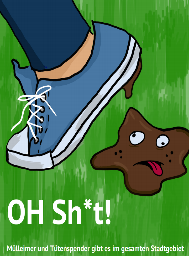 OH Sh*t!
Mülleimer und Tütenspender gibt es im gesamten Stadtgebiet